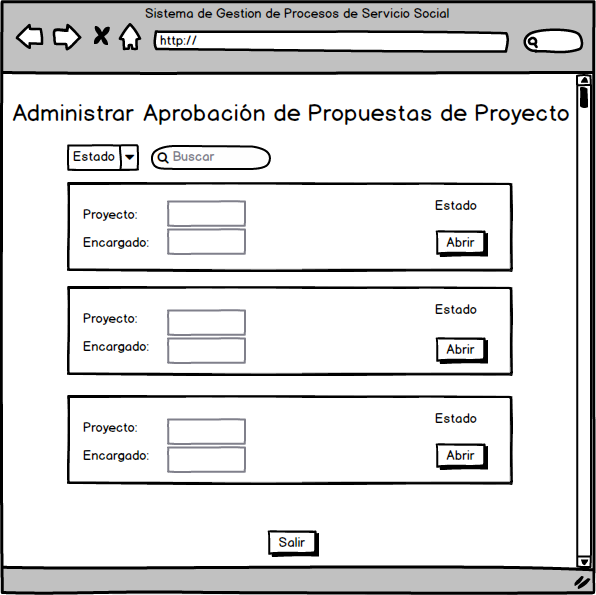 Sistema de Gestion de Procesos de Servicio Social
http://
Administrar Aprobación de Propuestas de Proyecto
Estado
Buscar
Proyecto:
Estado
Encargado:
Abrir
Proyecto:
Estado
Encargado:
Abrir
Proyecto:
Estado
Encargado:
Abrir
Salir